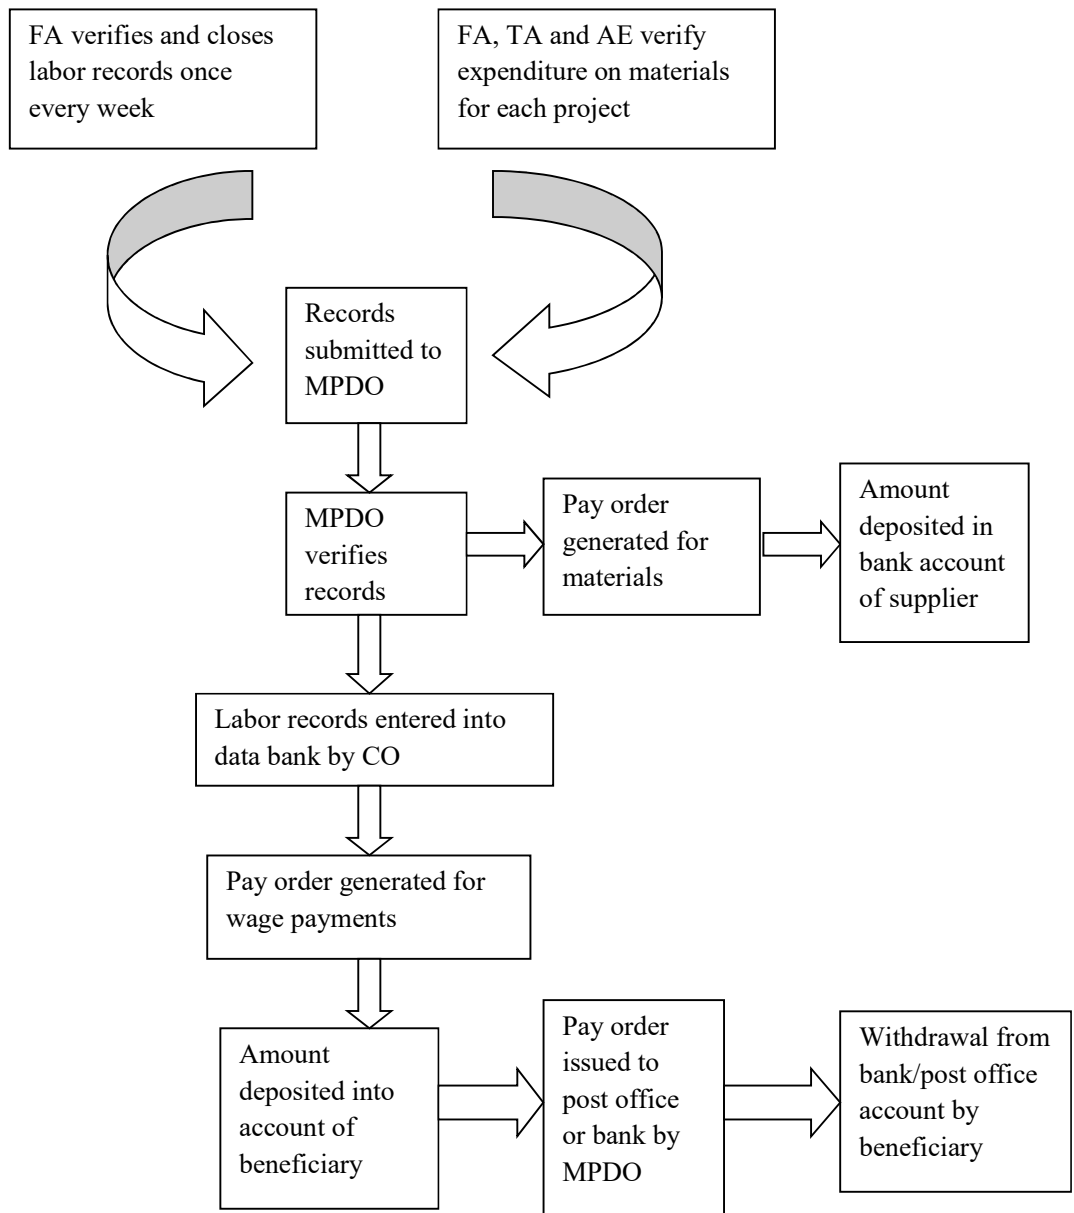 FA verifies and closes
labor records once
every week
FA, TA and AE verify
expenditure on materials
for each project
Records
submitted to
MPDO
MPDO
verifies
records
Pay order
generated for
materials
Amount
deposited in
bank account
of supplier
Labor records entered into
data bank by CO
Pay order generated for
wage payments
Amount
deposited into
account of
beneficiary
Pay order
issued to
post office
or bank by
MPDO
Withdrawal from
bank/post office
account by
beneficiary